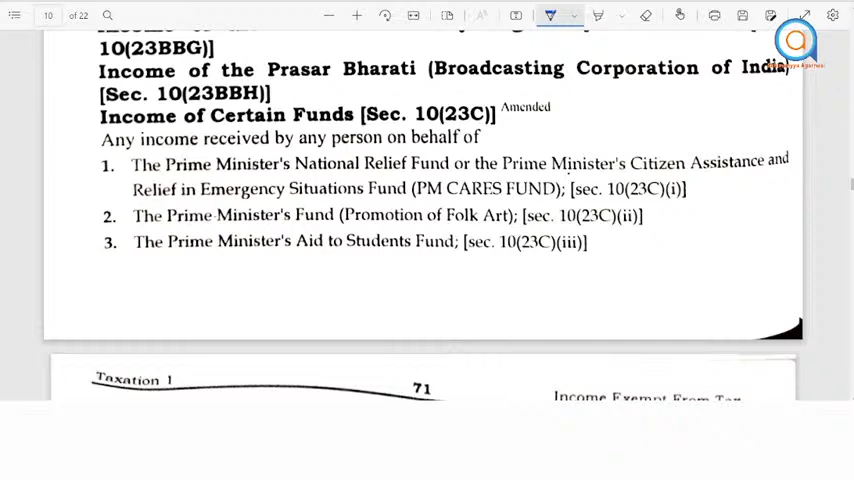 10 of 22
10(23BBG)]
Income of the Prasar Bharati (Broadcasting Corporation of India)
[Sec. 10(23BBH)]
Income of Certain Funds [Sec. 10(23C)] Amended
Any income received by any person on behalf of
1. The Prime Minister's National Relief Fund or the Prime Minister's Citizen Assistance and
Relief in Emergency Situations Fund (PM CARES FUND); [sec. 10(23C)(i)]
2. The Prime Minister's Fund (Promotion of Folk Art); [sec. 10(23C)(ii)]
3. The Prime Minister's Aid to Students Fund; [sec. 10(23C)(iii)]
Taxation 1
71
Income Exempt From Tax